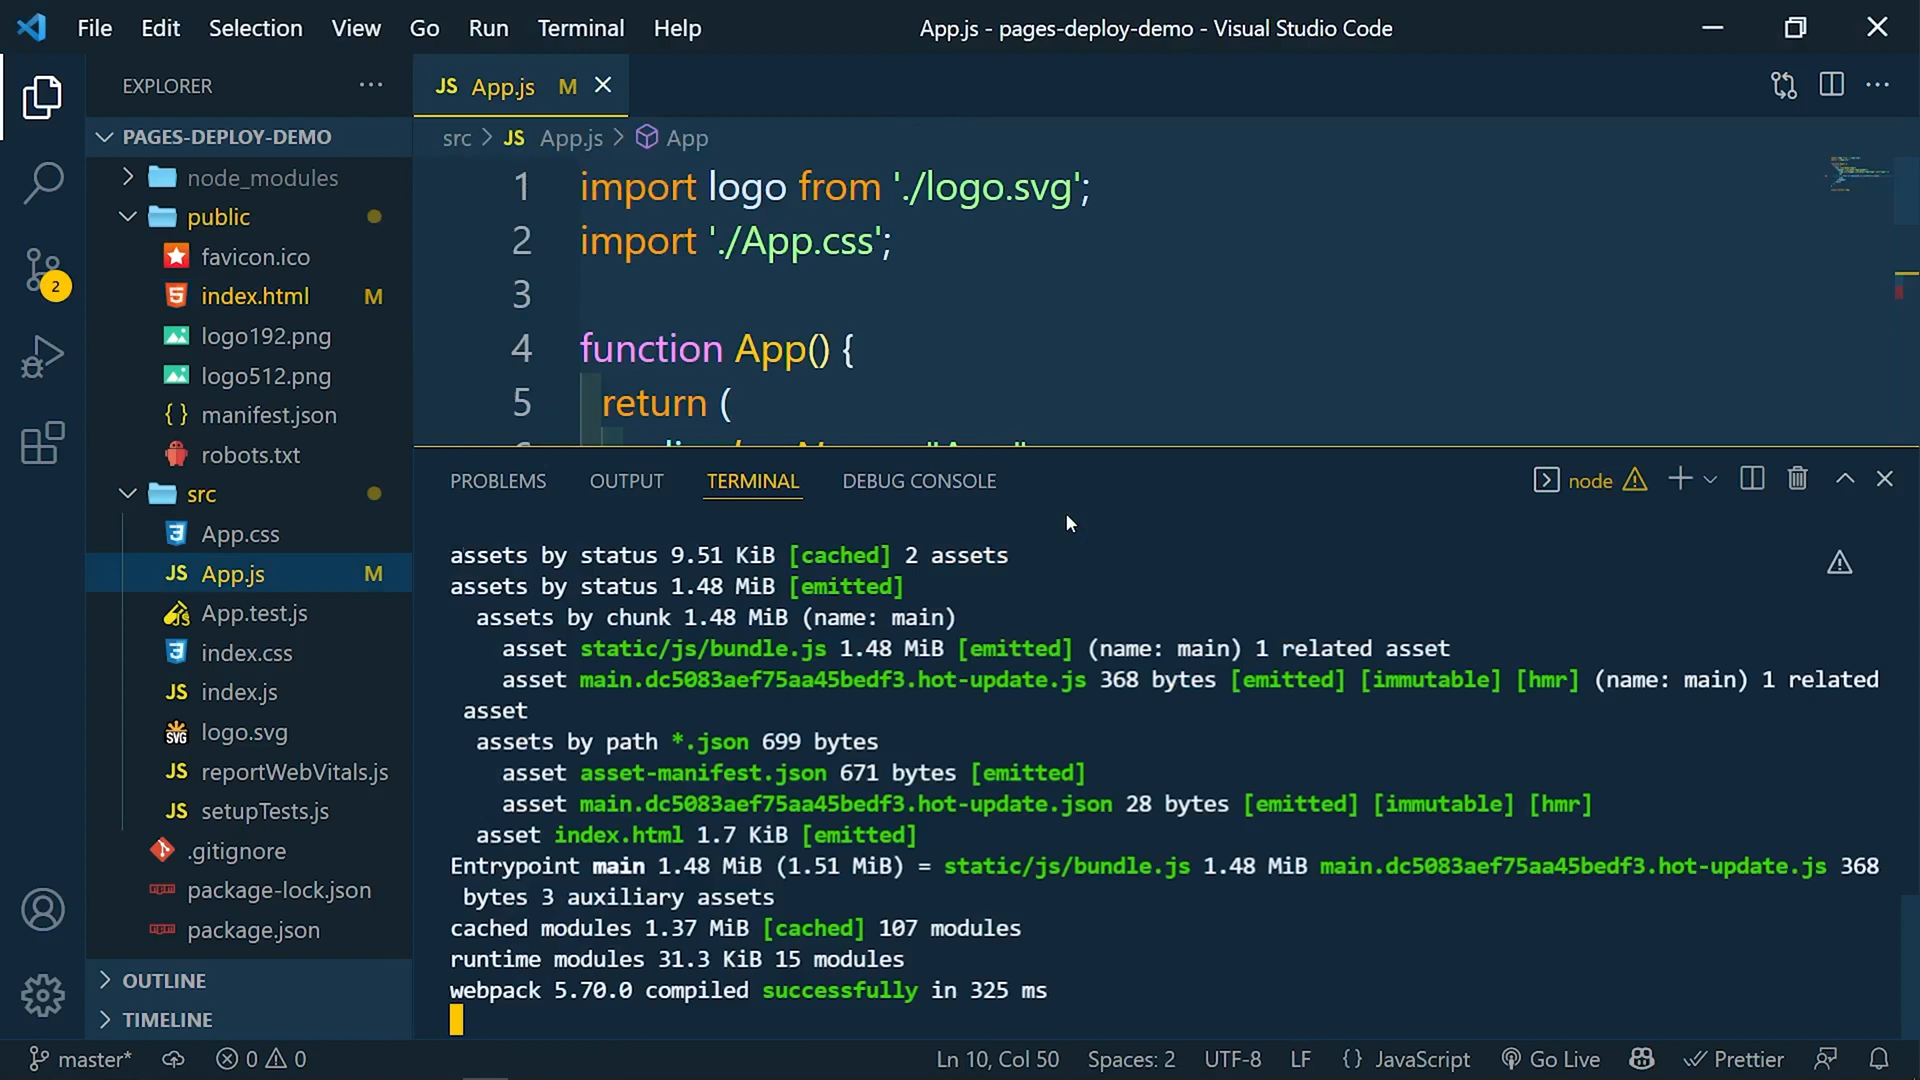 File Edit Selection View Go Run Terminal Help
App.js - pages-deploy-demo - Visual Studio Code
EXPLORER
PAGES-DEPLOY-DEMO
node_modules
public
favicon.ico
index.html M
logo192.png
logo512.png
manifest.json
robots.txt
src
App.css
JS App.js M
App.test.js
index.css
JS index.js
logo.svg
JS reportWebVitals.js
JS setupTests.js
.gitignore
package-lock.json
package.json
OUTLINE
TIMELINE
2
JS App.js M
src > JS App.js > App
1 import logo from './logo.svg';
2 import './App.css';
3
4 function App() {
5 return (
PROBLEMS OUTPUT TERMINAL DEBUG CONSOLE
node
assets by status 9.51 KiB [cached] 2 assets
assets by status 1.48 MiB [emitted]
assets by chunk 1.48 MiB (name: main)
asset static/js/bundle.js 1.48 MiB [emitted] (name: main) 1 related asset
asset main.dc5083aef75aa45bedf3.hot-update.js 368 bytes [emitted] [immutable] [hmr] (name: main) 1 related
asset
assets by path *.json 699 bytes
asset asset-manifest.json 671 bytes [emitted]
asset main.dc5083aef75aa45bedf3.hot-update.json 28 bytes [emitted] [immutable] [hmr]
asset index.html 1.7 KiB [emitted]
Entrypoint main 1.48 MiB (1.51 MiB) = static/js/bundle.js 1.48 MiB main.dc5083aef75aa45bedf3.hot-update.js 368
bytes 3 auxiliary assets
cached modules 1.37 MiB [cached] 107 modules
runtime modules 31.3 KiB 15 modules
webpack 5.70.0 compiled successfully in 325 ms
master* 0 0 Ln 10, Col 50 Spaces: 2 UTF-8 LF {} JavaScript Go Live Prettier